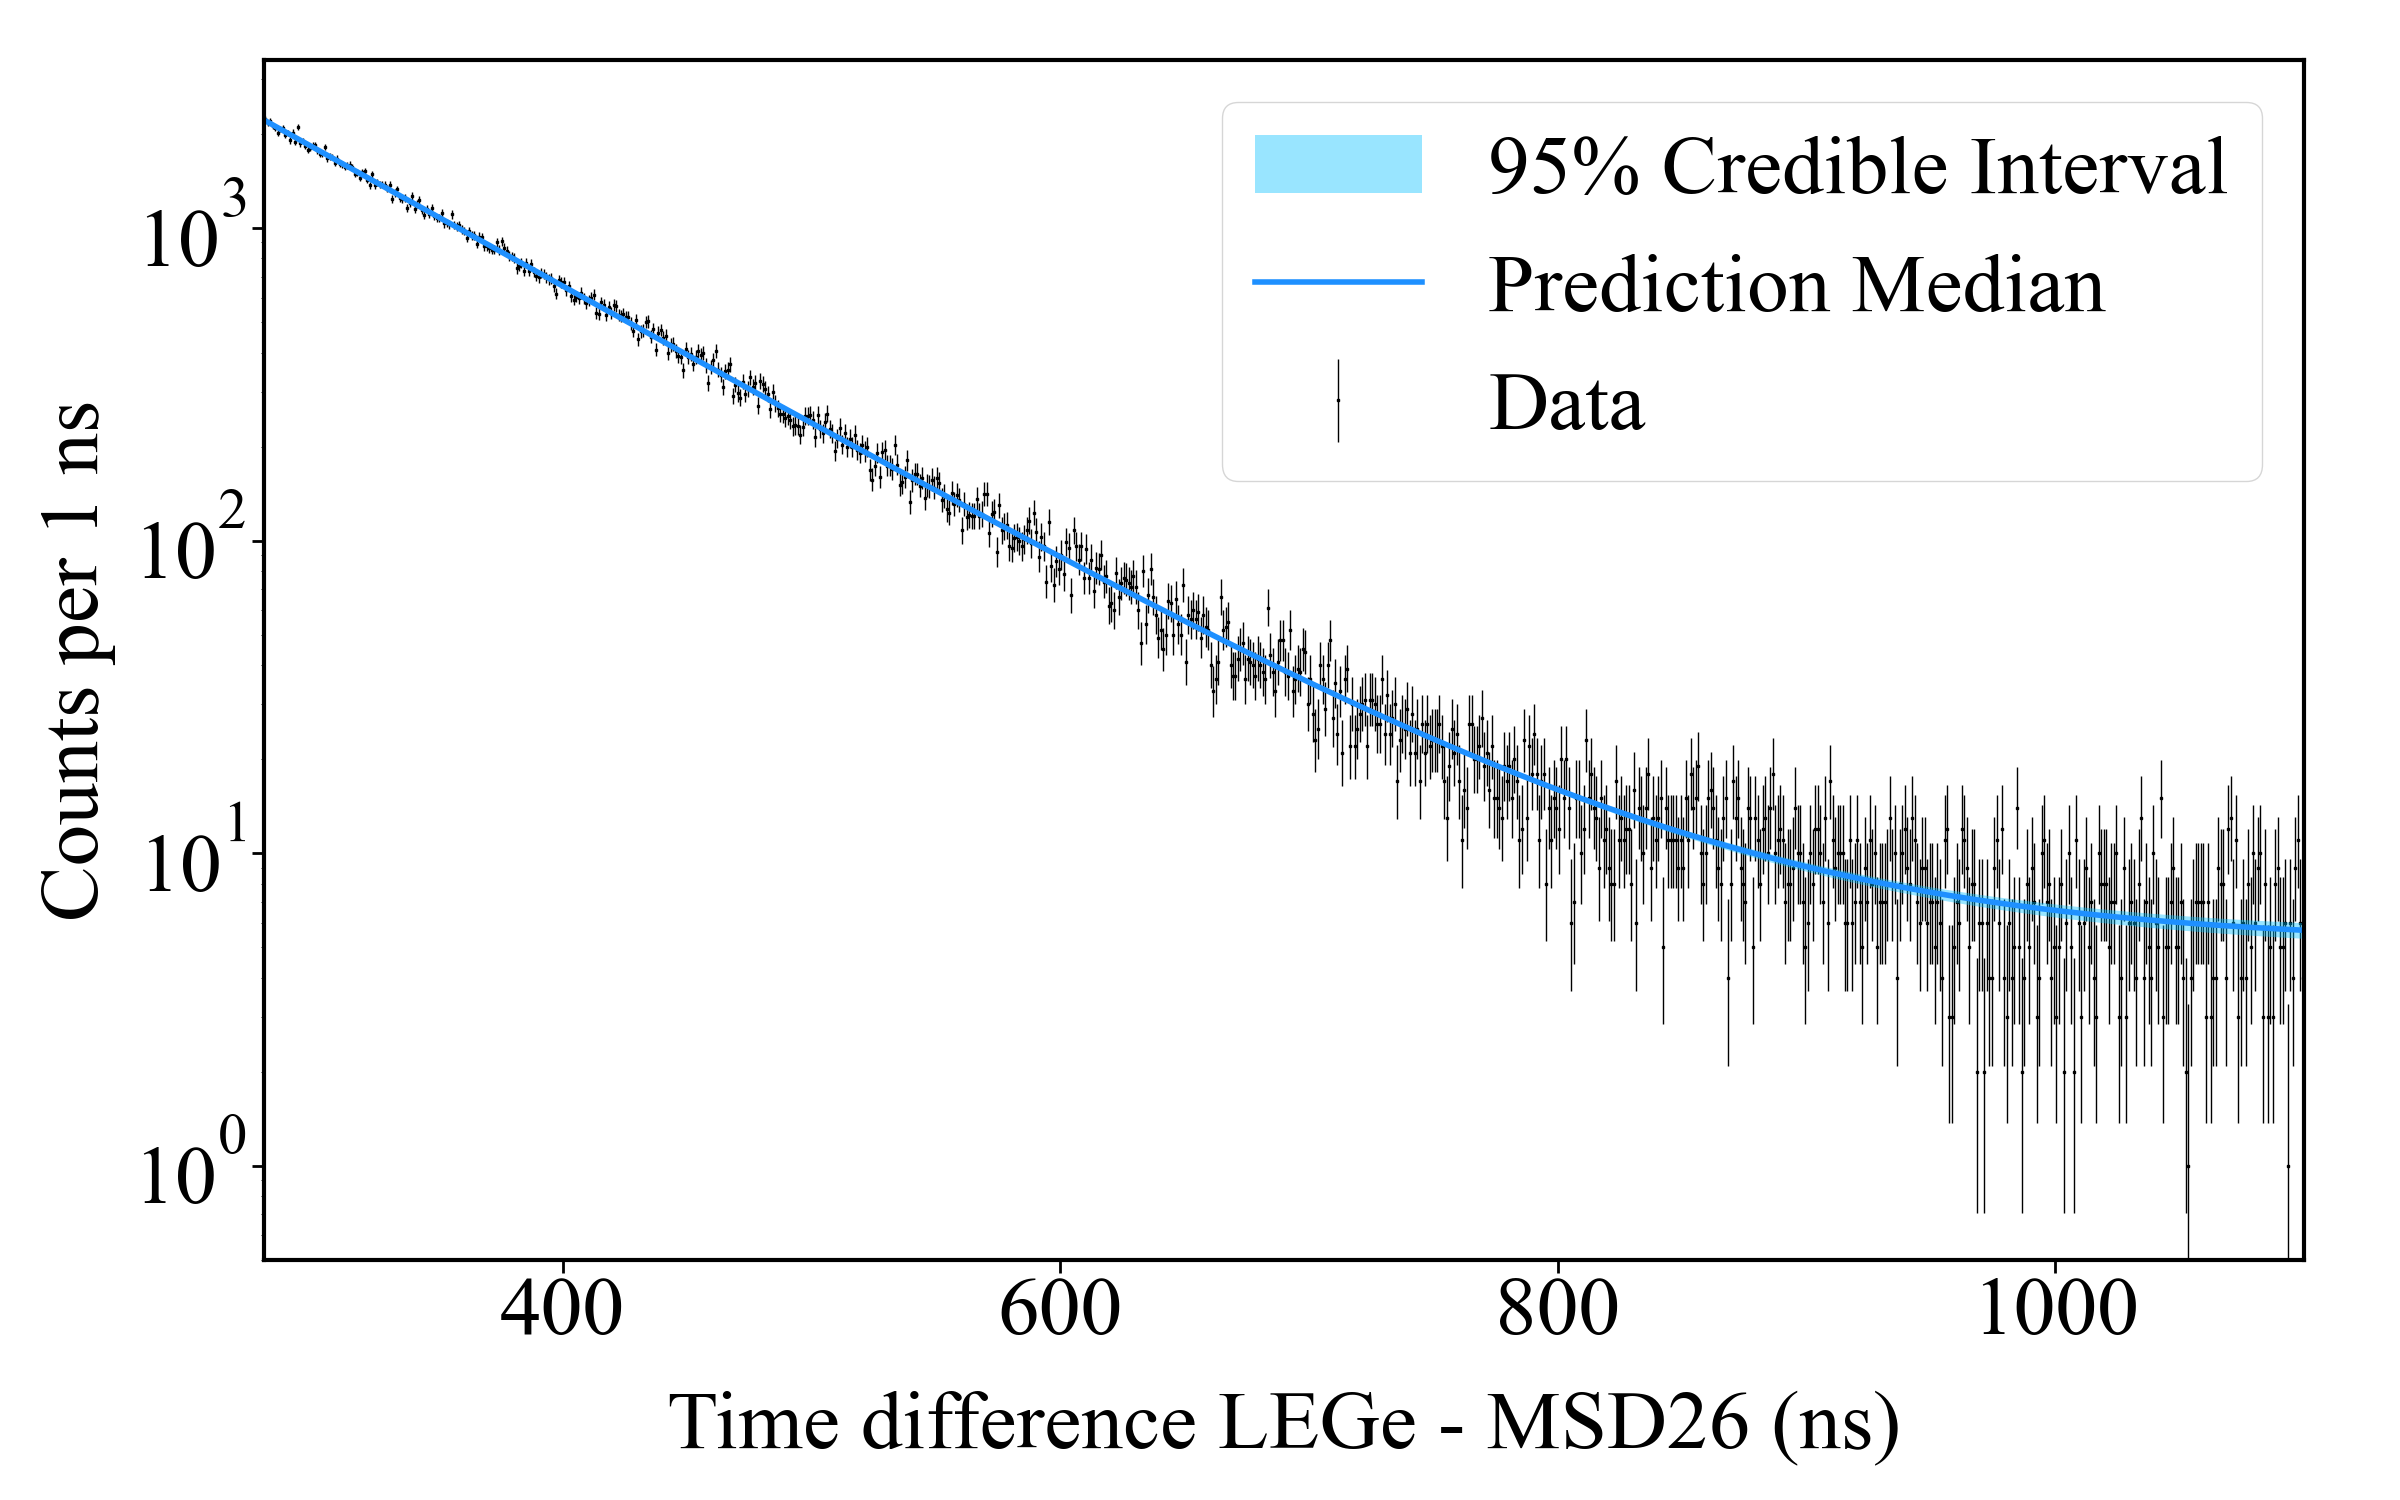 95% Credible Interval
Prediction Median
Data
Counts per 1 ns
10^3
10^2
10^1
10^0
400 600 800 1000
Time difference LEGe - MSD26 (ns)